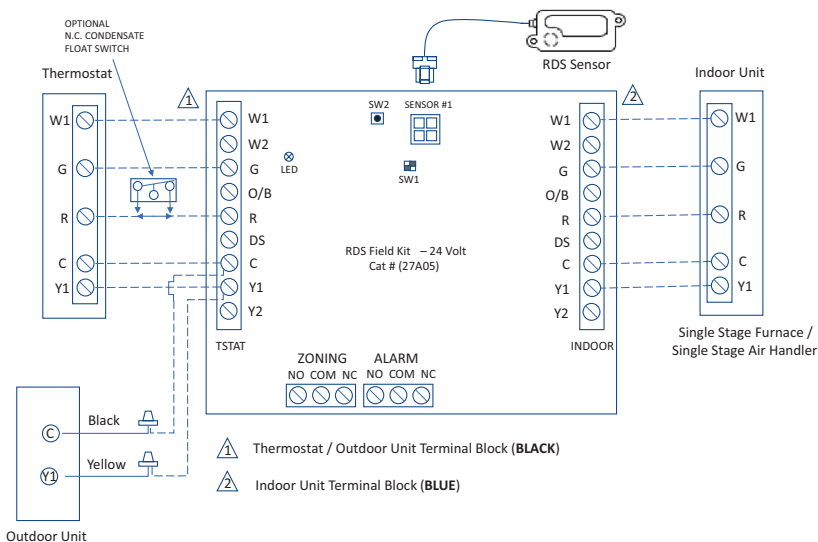 OPTIONAL
N.C. CONDENSATE
FLOAT SWITCH
Thermostat
RDS Sensor
Indoor Unit
1
2
W1
G
R
C
Y1
W1
W2
G
O/B
R
DS
C
Y1
Y2
TSTAT
LED
SW2
SENSOR #1
SW1
RDS Field Kit – 24 Volt
Cat # (27A05)
W1
W2
G
O/B
R
DS
C
Y1
Y2
INDOOR
W1
G
R
C
Y1
Single Stage Furnace /
Single Stage Air Handler
ZONING ALARM
NO COM NC NO COM NC
Black
C
Yellow
Y1
Outdoor Unit
1 Thermostat / Outdoor Unit Terminal Block (BLACK)
2 Indoor Unit Terminal Block (BLUE)